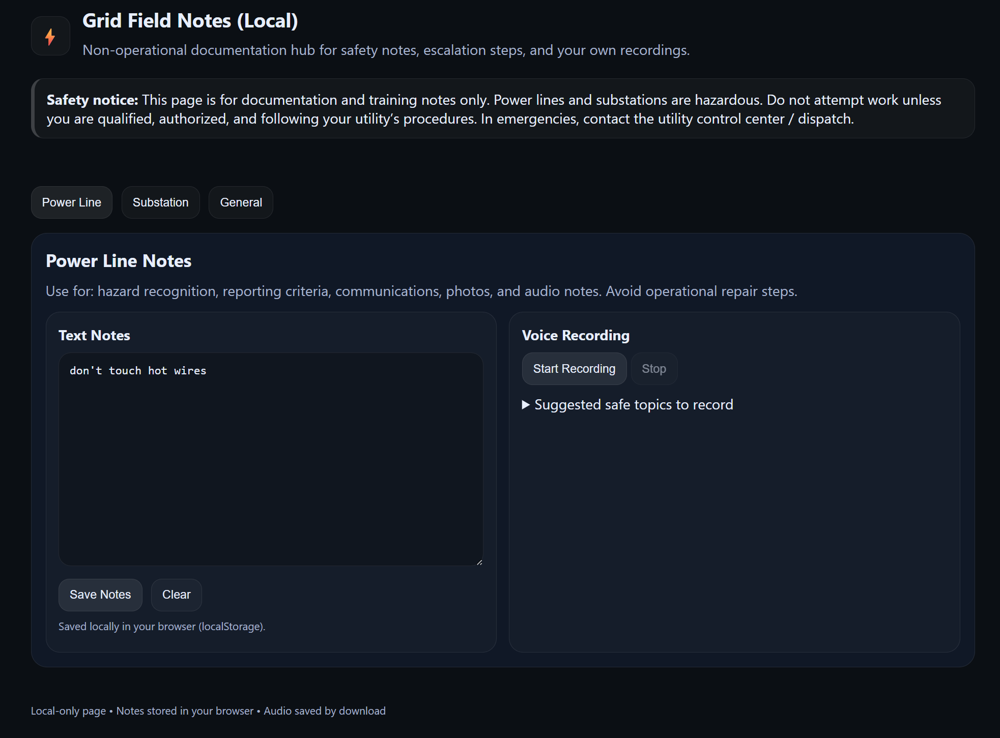 Grid Field Notes (Local)
Non-operational documentation hub for safety notes, escalation steps, and your own recordings.
Safety notice: This page is for documentation and training notes only. Power lines and substations are hazardous. Do not attempt work unless
you are qualified, authorized, and following your utility’s procedures. In emergencies, contact the utility control center / dispatch.
Power Line
Substation
General
Power Line Notes
Use for: hazard recognition, reporting criteria, communications, photos, and audio notes. Avoid operational repair steps.
Text Notes
don't touch hot wires
Save Notes
Clear
Saved locally in your browser (localStorage).
Voice Recording
Start Recording
Stop
▶ Suggested safe topics to record
Local-only page • Notes stored in your browser • Audio saved by download